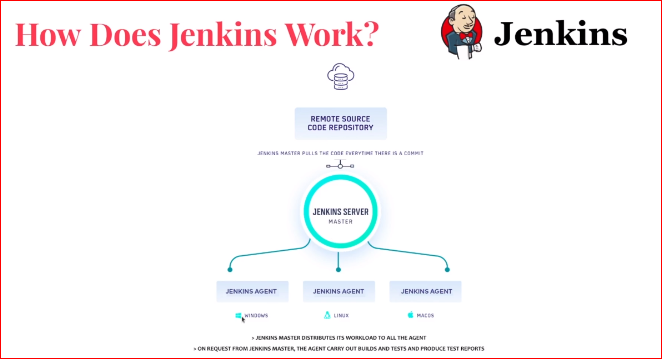 How Does Jenkins Work?
Jenkins
REMOTE SOURCE
CODE REPOSITORY
JENKINS MASTER PULLS THE CODE EVERYTIME THERE IS A COMMIT
JENKINS SERVER
MASTER
JENKINS AGENT
JENKINS AGENT
JENKINS AGENT
WINDOWS
LINUX
MACOS
» JENKINS MASTER DISTRIBUTES ITS WORKLOAD TO ALL THE AGENT
» ON REQUEST FROM JENKINS MASTER, THE AGENT CARRY OUT BUILDS AND TESTS AND PRODUCE TEST REPORTS